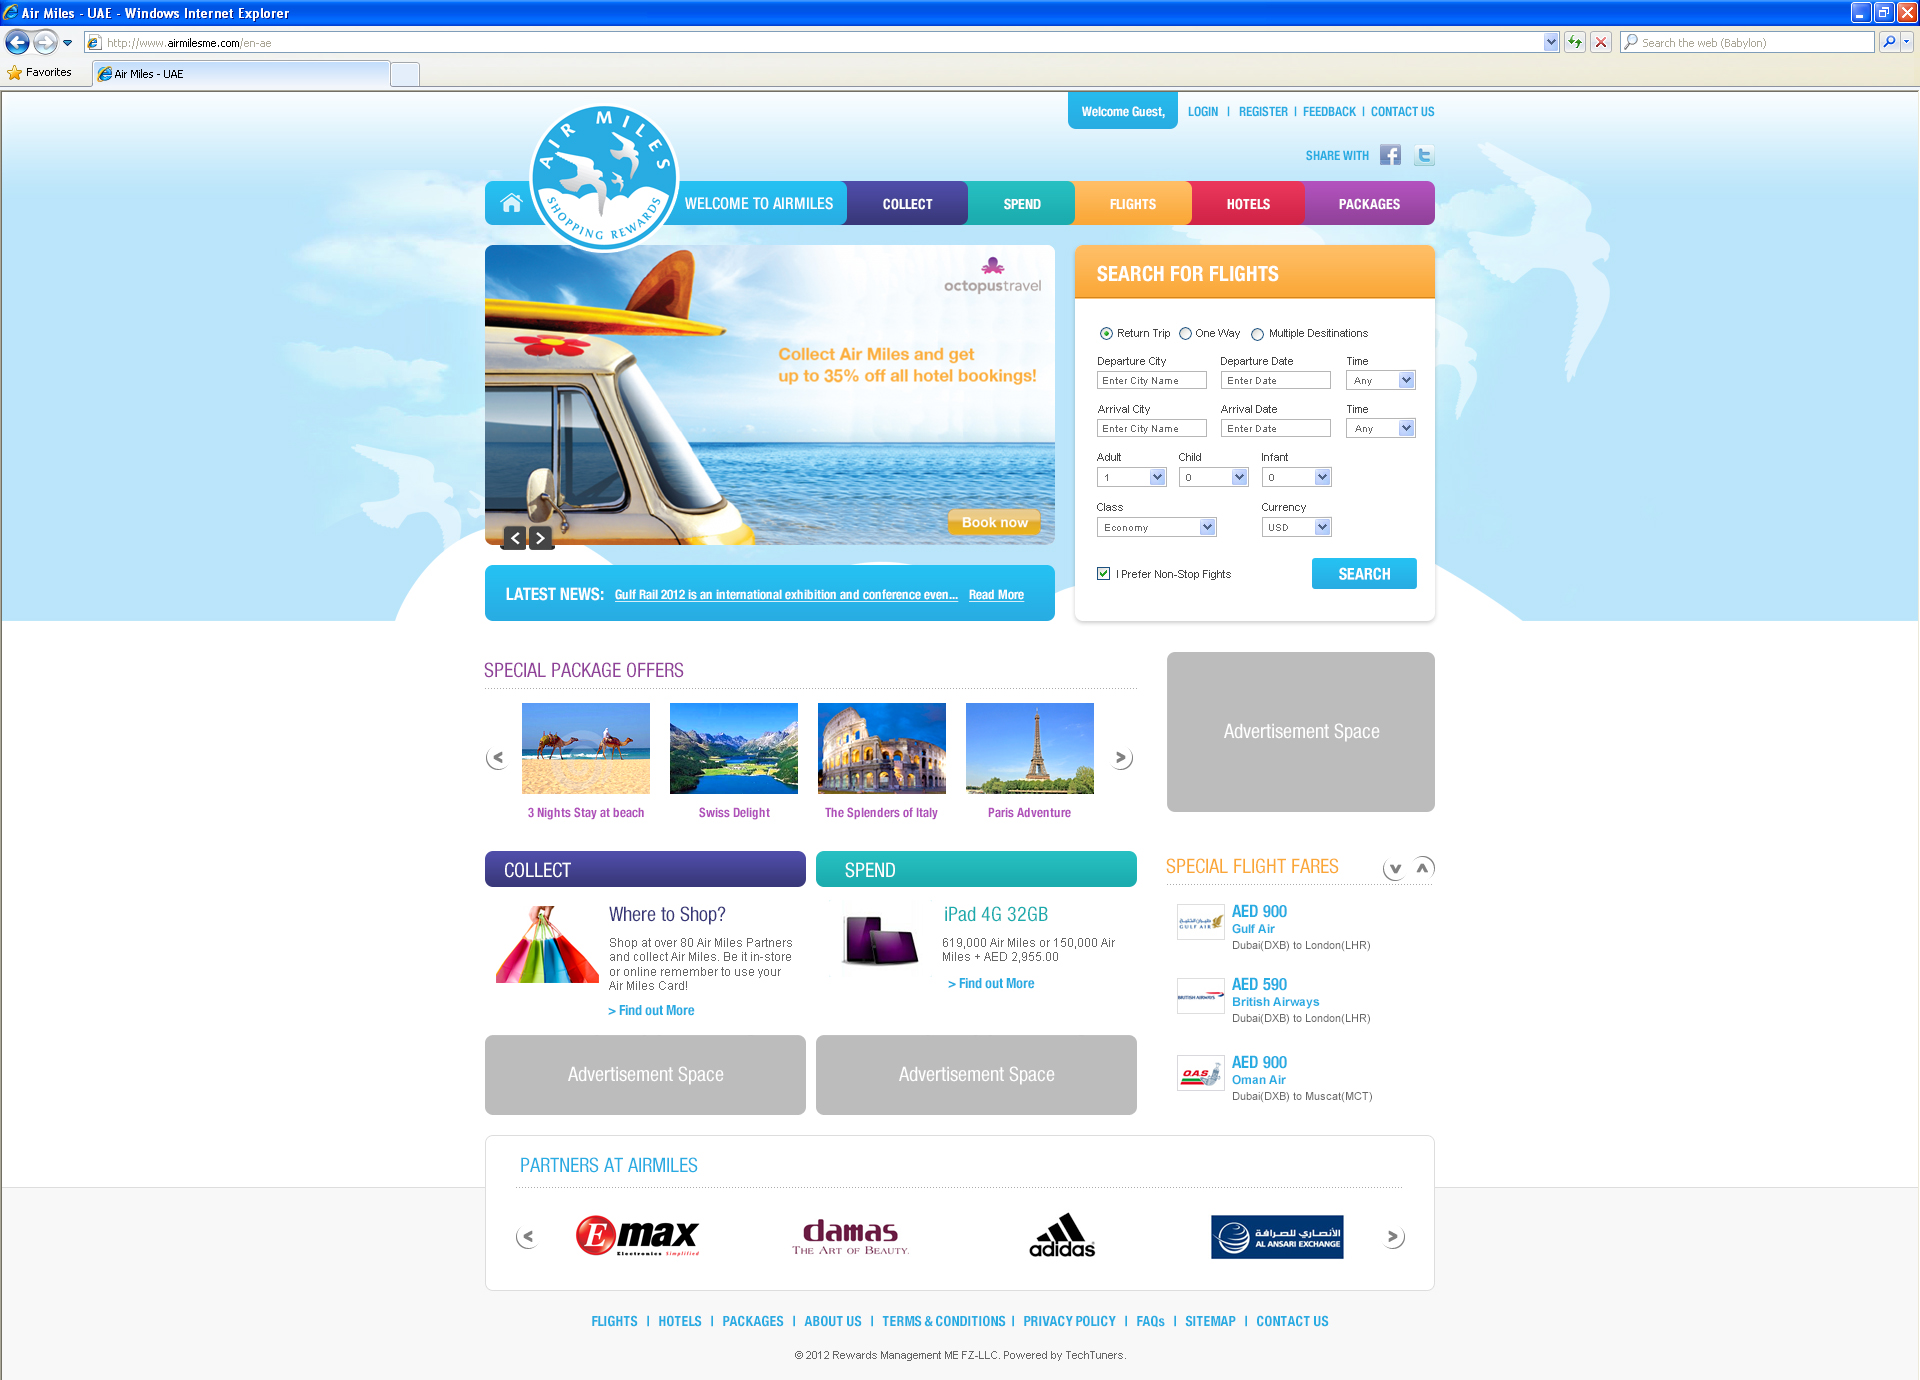 Air Miles - UAE - Windows Internet Explorer
http://www.airmilesme.com/en-ae
Search the web (Babylon)
Favorites
Air Miles - UAE
Welcome Guest,
LOGIN | REGISTER | FEEDBACK | CONTACT US
SHARE WITH
AIR MILES
SHOPPING REWARDS
WELCOME TO AIRMILES
COLLECT
SPEND
FLIGHTS
HOTELS
PACKAGES
octopustravel
Collect Air Miles and get
up to 35% off all hotel bookings!
Book now
LATEST NEWS: Gulf Rail 2012 is an international exhibition and conference even... Read More
SEARCH FOR FLIGHTS
Return Trip One Way Multiple Desitinations
Departure City Departure Date Time
Enter City Name Enter Date Any
Arrival City Arrival Date Time
Enter City Name Enter Date Any
Adult Child Infant
1 0 0
Class Currency
Economy USD
I Prefer Non-Stop Fights
SEARCH
SPECIAL PACKAGE OFFERS
3 Nights Stay at beach
Swiss Delight
The Splenders of Italy
Paris Adventure
Advertisement Space
COLLECT
Where to Shop?
Shop at over 80 Air Miles Partners
and collect Air Miles. Be it in-store
or online remember to use your
Air Miles Card!
> Find out More
SPEND
iPad 4G 32GB
619,000 Air Miles or 150,000 Air
Miles + AED 2,955.00
> Find out More
SPECIAL FLIGHT FARES
GULF AIR
AED 900
Gulf Air
Dubai(DXB) to London(LHR)
BRITISH AIRWAYS
AED 590
British Airways
Dubai(DXB) to London(LHR)
OAS
AED 900
Oman Air
Dubai(DXB) to Muscat(MCT)
Advertisement Space
Advertisement Space
PARTNERS AT AIRMILES
Emax
Electronics Simplified
damas
THE ART OF BEAUTY.
adidas
الأنصاري للصرافة
AL ANSARI EXCHANGE
FLIGHTS | HOTELS | PACKAGES | ABOUT US | TERMS & CONDITIONS | PRIVACY POLICY | FAQs | SITEMAP | CONTACT US
© 2012 Rewards Management ME FZ-LLC. Powered by TechTuners.